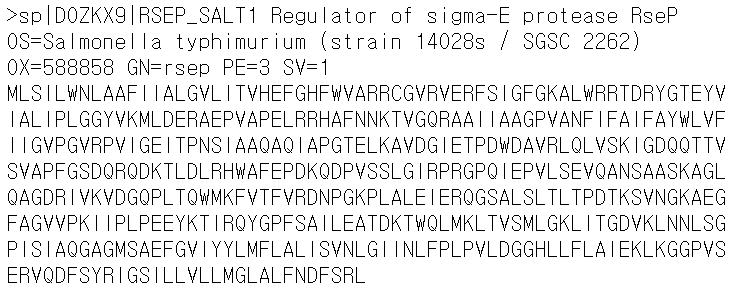 >sp|D0ZKX9|RSEP_SALT1 Regulator of sigma-E protease RseP
OS=Salmonella typhimurium (strain 14028s / SGSC 2262)
OX=588858 GN=rsep PE=3 SV=1
MLSILWNLAAFIIALGVLITVHEFGHFWVARRCGVRVERFSIGFGKALWRRTDRYGTEYV
IALIPLGGYVKMLDERAEPVAPELRRHAFNNKTVGQRAAIIAAGPVANFIFAIFAYWLVF
IIGVPGVRPVIGEITPNSIAAQAQIAPGTELKAVDGIETPDWDAVRLQLVSKIGDQQTTV
SVAPFGSDQRQDKTLDLRHWAFEPDKQDPVSSLGIRPRGPQIEPVLSEVQANSAASKAGL
QAGDRIVKVDGQPLTQWMKFVTFVRDNPGKPLALEIERQGSALSLTLTPDTKSVNGKAEG
FAGVVPKIIPLPEEYKTIRQYGPFSAILEATDKTWQLMKLTVSMLGKLITGDVKLNNLSG
PISIAQGAGMSAEFGVIYYLMFLALISVNLGIINLFPLPVLDGGHLLFLAIEKLKGGPVS
ERVQDFSYRIGSILLVLLMGLALFNDFSRL